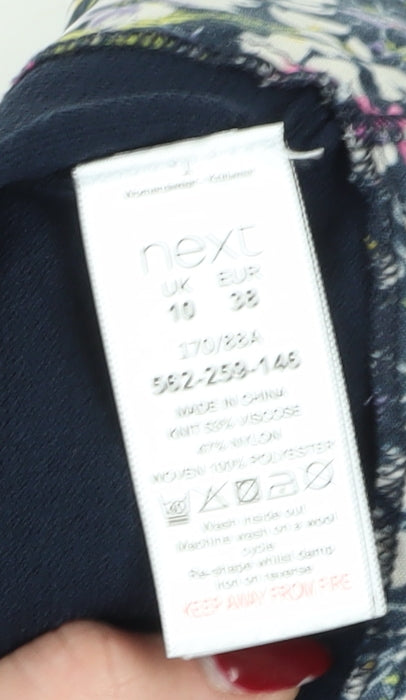 next
UK EUR
10 38
170/88A
562-259-146
MADE IN CHINA
KNIT 53% VISCOSE
47% NYLON
WOVEN 100% POLYESTER
Wash inside out
Machine wash on a wool
cycle
Re-shape whilst damp
Iron on reverse
KEEP AWAY FROM FIRE